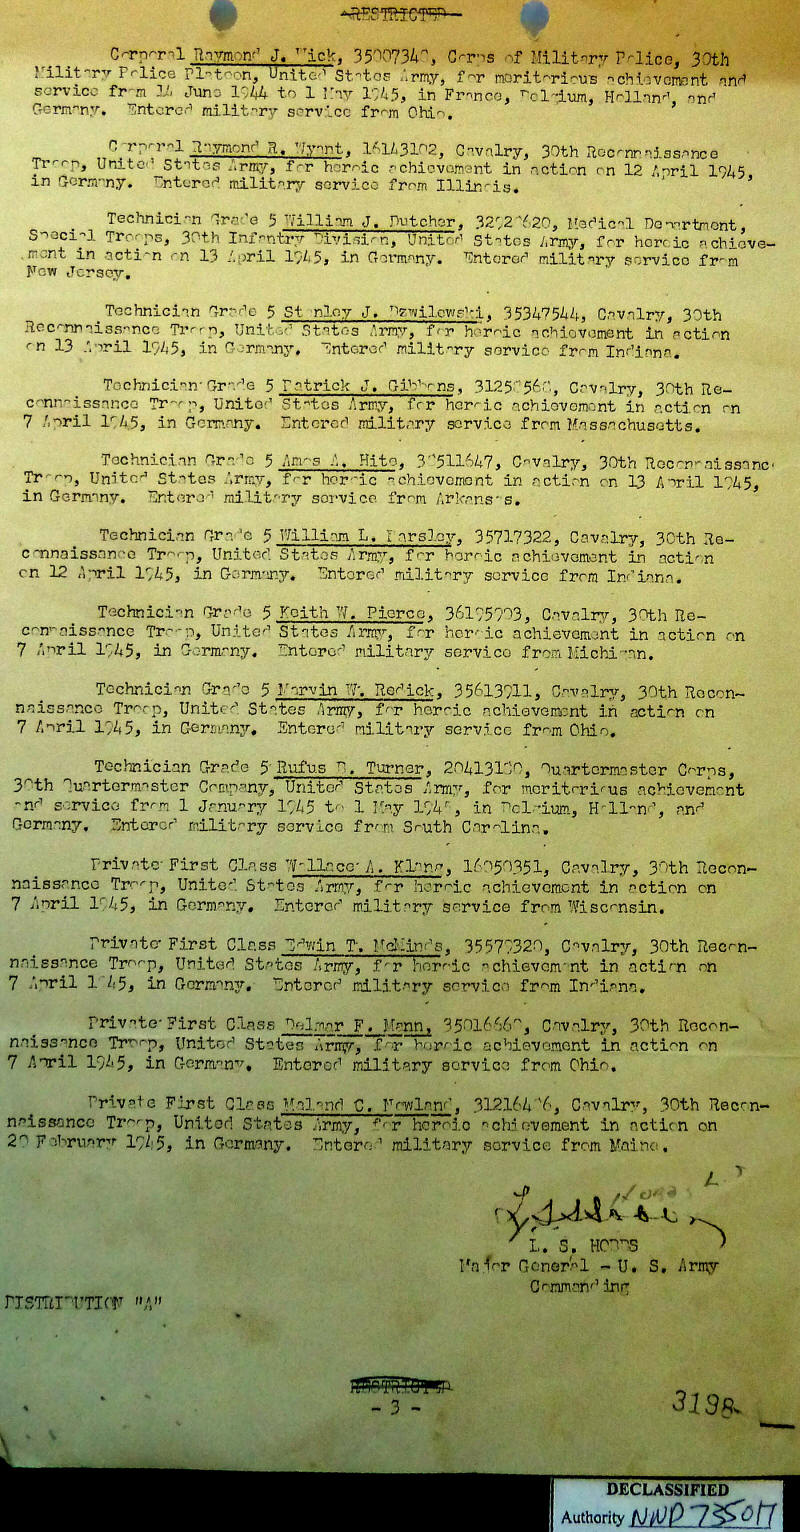 RESTRICTED
Corporal Raymond J. 3500734, Corps of Military Police, 30th
Military Police Platoon, United States Army, for meritorious achievement and
service from 14 June 1944 to 1 May 1945, in France, Belgium, Holland, and
Germany. Entered military service from Ohio.
Corporal Raymond R. Wyant, 16143102, Cavalry, 30th Reconnaissance
Troop, United States Army, for heroic achievement in action on 12 April 1945,
in Germany. Entered military service from Illinois.
Technician Grade 5 William J. Dutcher, Medical Department,
Special Troops, 30th Infantry Division, United States Army, for heroic achieve-
ment in action on 13 April 1945, in Germany. Entered military service from
New Jersey.
Technician Grade 5 Stanley J. Dzwilewski, 35347544, Cavalry, 30th
Reconnaissance Troop, United States Army, for heroic achievement in action
on 13 April 1945, in Germany. Entered military service from Indiana.
Technician Grade 5 Patrick J. Gibbons, Cavalry, 30th Re-
connaissance Troop, United States Army, for heroic achievement in action on
7 April 1945, in Germany. Entered military service from Massachusetts.
Technician Grade 5 Amos A. Hite, Cavalry, 30th Reconnaissanc
Troop, United States Army, for heroic achievement in action on 13 April 1945,
in Germany. Entered military service from Arkansas.
Technician Grade 5 William L. Parsley, 35717322, Cavalry, 30th Re-
connaissance Troop, United States Army, for heroic achievement in action
on 12 April 1945, in Germany. Entered military service from Indiana.
Technician Grade 5 Keith W. Pierce, 36195903, Cavalry, 30th Re-
connaissance Troop, United States Army, for heroic achievement in action on
7 April 1945, in Germany. Entered military service from Michigan.
Technician Grade 5 Marvin W. Redick, 35613911, Cavalry, 30th Recon-
naissance Troop, United States Army, for heroic achievement in action on
7 April 1945, in Germany. Entered military service from Ohio.
Technician Grade 5 Rufus Turner, Quartermaster Corps,
30th Quartermaster Company, United States Army, for meritorious achievement
and service from 1 January 1945 to 1 May 1945, in Belgium, Holland, and
Germany. Entered military service from South Carolina.
Private First Class Wallace A. 16050351, Cavalry, 30th Recon-
naissance Troop, United States Army, for heroic achievement in action on
7 April 1945, in Germany. Entered military service from Wisconsin.
Private First Class Edwin T. McMinds, 35579320, Cavalry, 30th Recon-
naissance Troop, United States Army, for heroic achievement in action on
7 April 1945, in Germany. Entered military service from Indiana.
Private First Class Delmar F. Mann, Cavalry, 30th Recon-
naissance Troop, United States Army, for heroic achievement in action on
7 April 1945, in Germany. Entered military service from Ohio.
Private First Class Maland C. Newland, Cavalry, 30th Recon-
naissance Troop, United States Army, for heroic achievement in action on
February 1945, in Germany. Entered military service from Maine.
L. S. HOBBS
Major General - U. S. Army
Commanding
DISTRIBUTION "A"
RESTRICTED
- 3 -
3198
DECLASSIFIED
Authority NND 735017